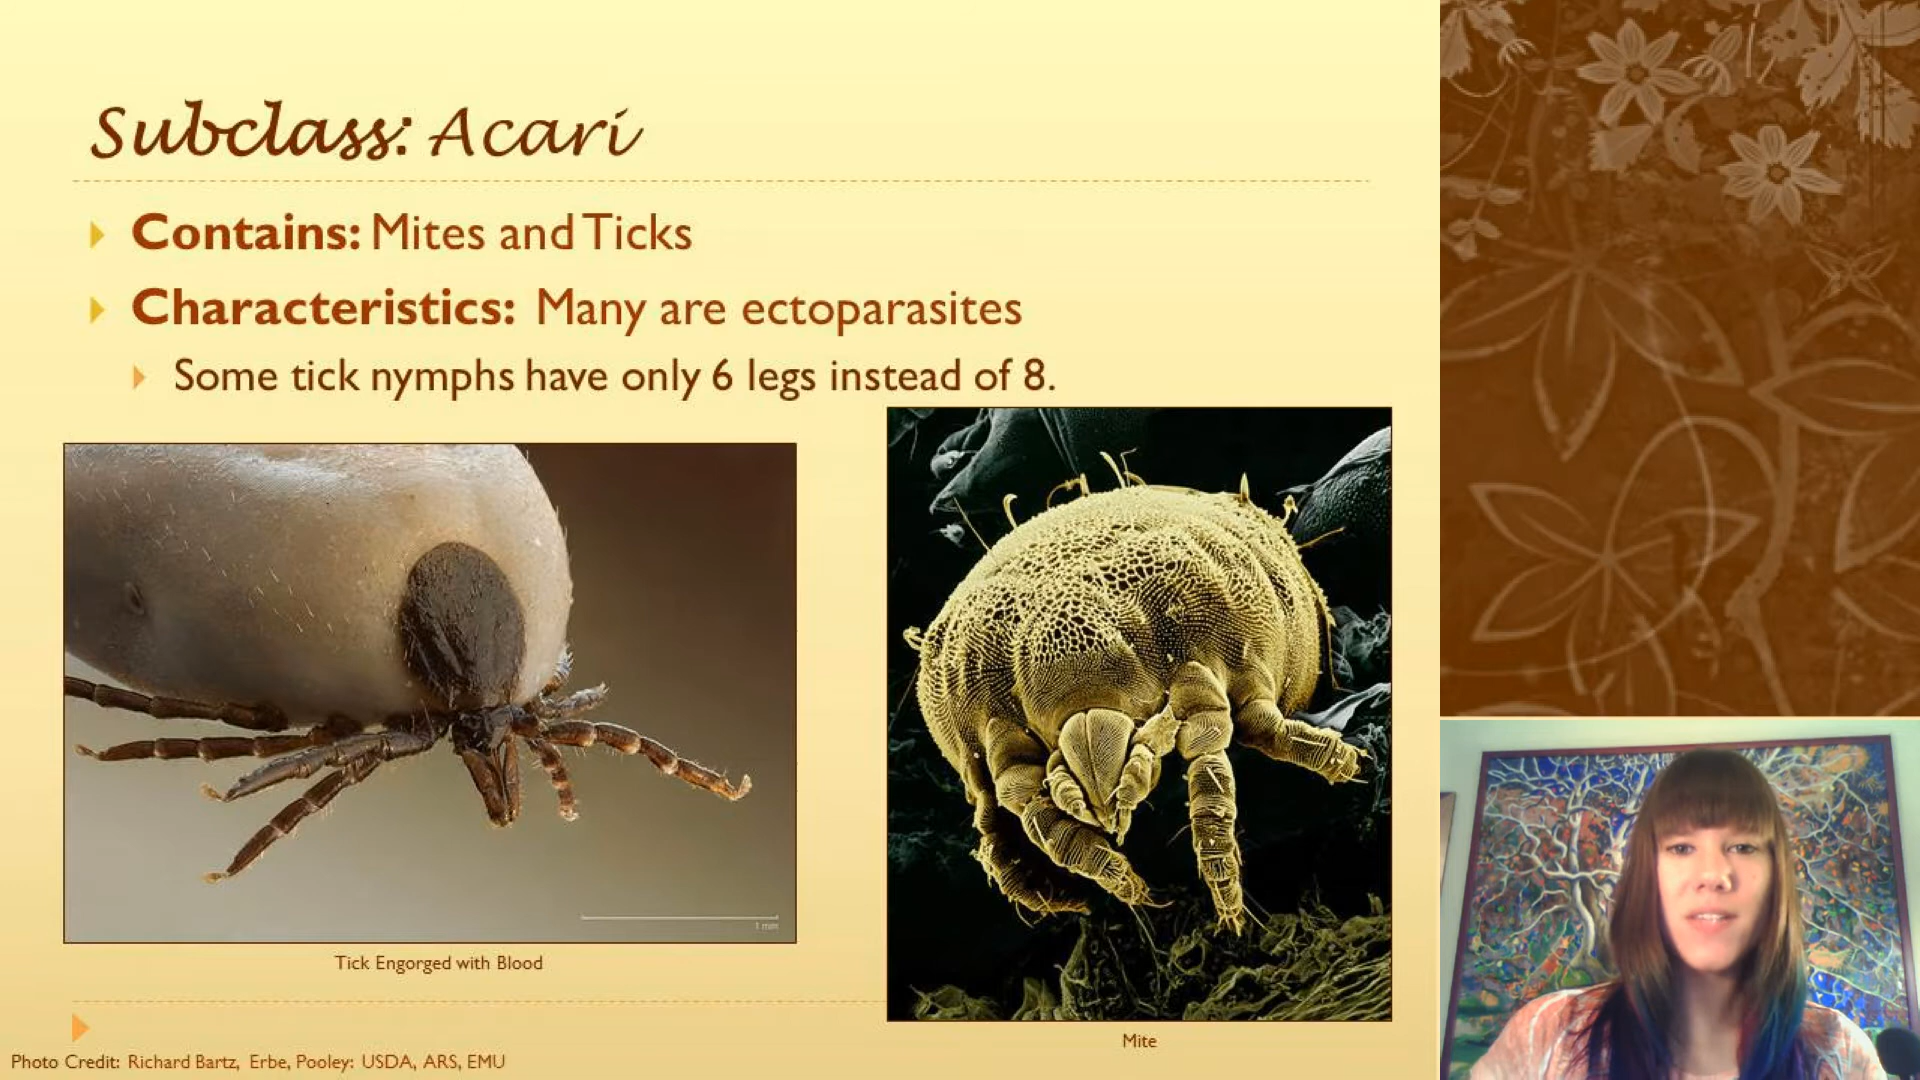 Subclass: Acari
Contains: Mites and Ticks
Characteristics: Many are ectoparasites
Some tick nymphs have only 6 legs instead of 8.
1 mm
Tick Engorged with Blood
Mite
Photo Credit: Richard Bartz, Erbe, Pooley: USDA, ARS, EMU